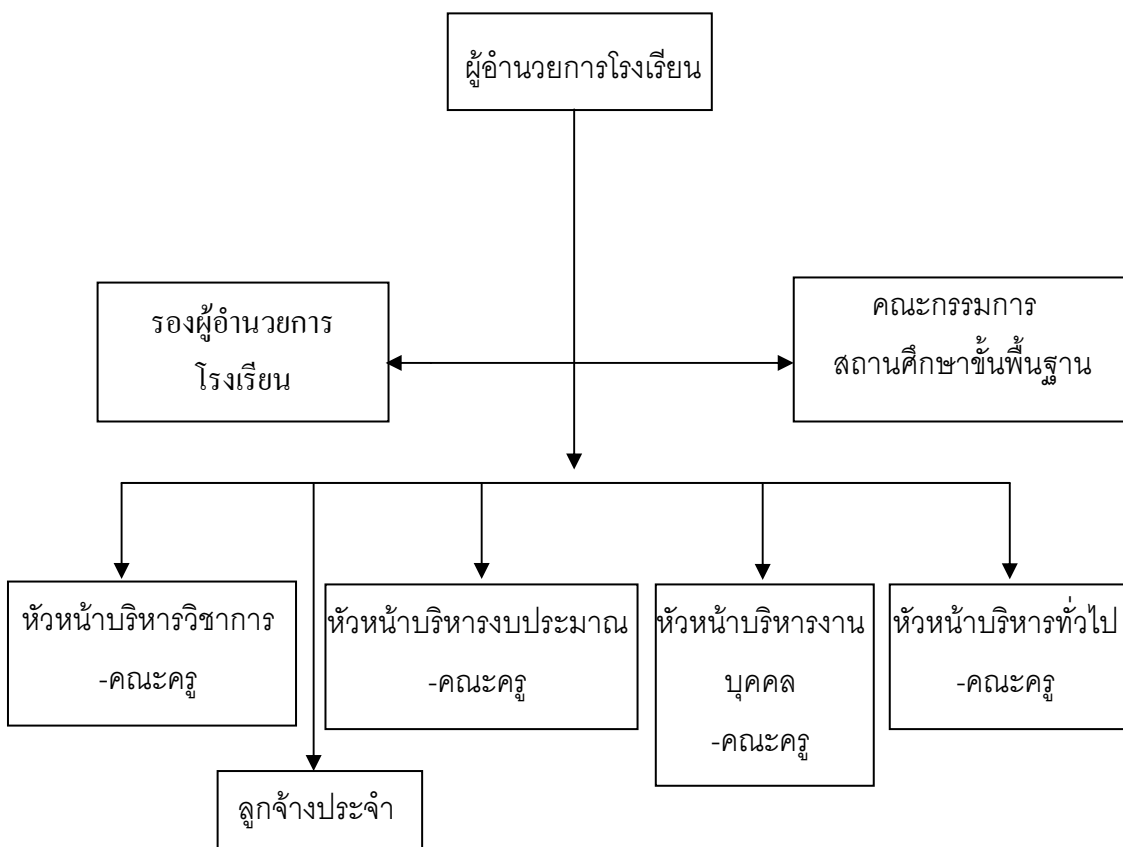 ผู้อำนวยการโรงเรียน
รองผู้อำนวยการ
โรงเรียน
คณะกรรมการ
สถานศึกษาขั้นพื้นฐาน
หัวหน้าบริหารวิชาการ
-คณะครู
หัวหน้าบริหารงบประมาณ
-คณะครู
หัวหน้าบริหารงาน
บุคคล
-คณะครู
หัวหน้าบริหารทั่วไป
-คณะครู
ลูกจ้างประจำ